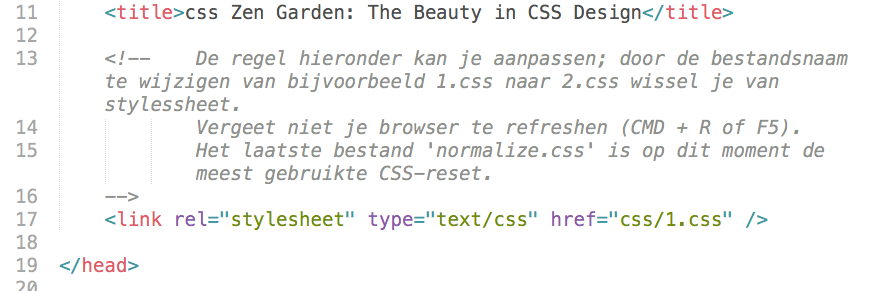 11 <title>css Zen Garden: The Beauty in CSS Design</title>
12
13 <!-- De regel hieronder kan je aanpassen; door de bestandsnaam
te wijzigen van bijvoorbeeld 1.css naar 2.css wissel je van
stylessheet.
14 Vergeet niet je browser te refreshen (CMD + R of F5).
15 Het laatste bestand 'normalize.css' is op dit moment de
meest gebruikte CSS-reset.
16 -->
17 <link rel="stylesheet" type="text/css" href="css/1.css" />
18
19 </head>
20